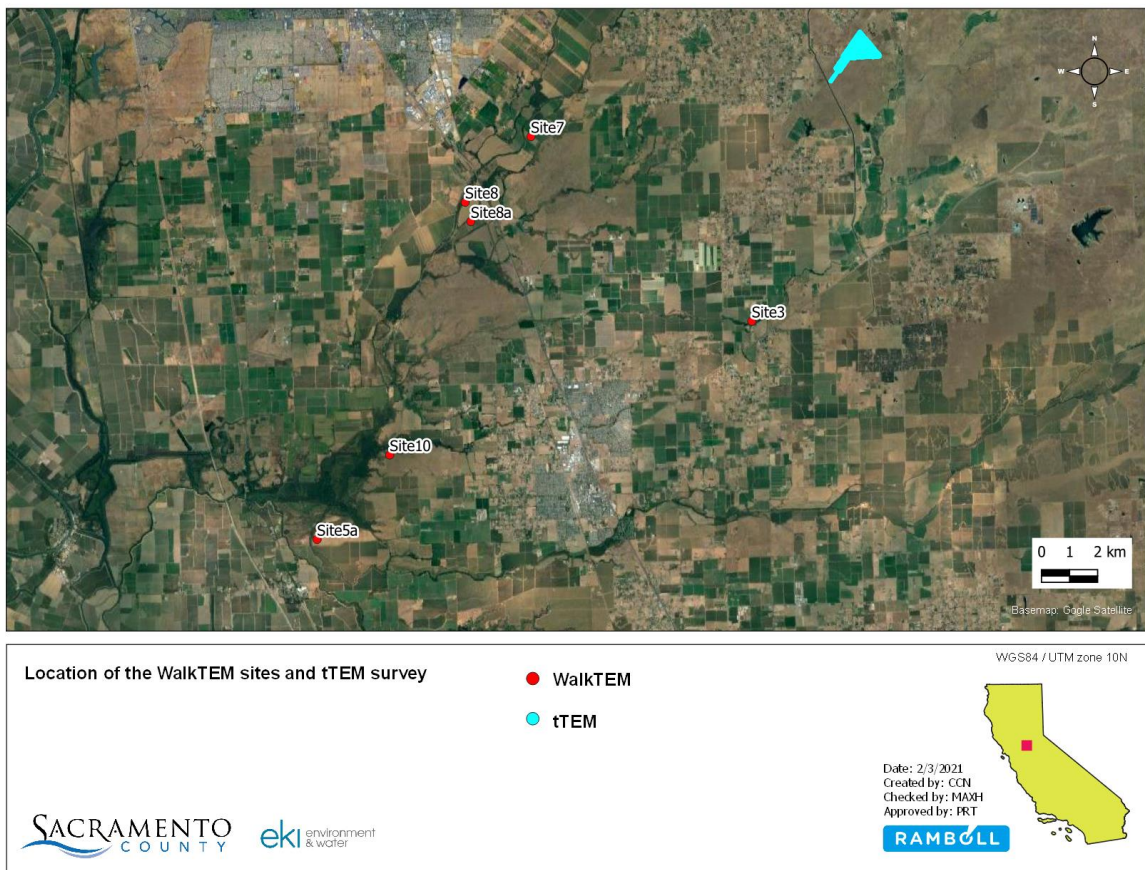 N
W E
S
Site7
Site8
Site8a
Site3
Site10
Site5a
0 1 2 km
Basemap: Gogle Satellite
WGS84 / UTM zone 10N
Location of the WalkTEM sites and tTEM survey
WalkTEM
tTEM
Date: 2/3/2021
Created by: CCN
Checked by: MAXH
Approved by: PRT
RAMBOLL
SACRAMENTO
COUNTY
eki environment
& water